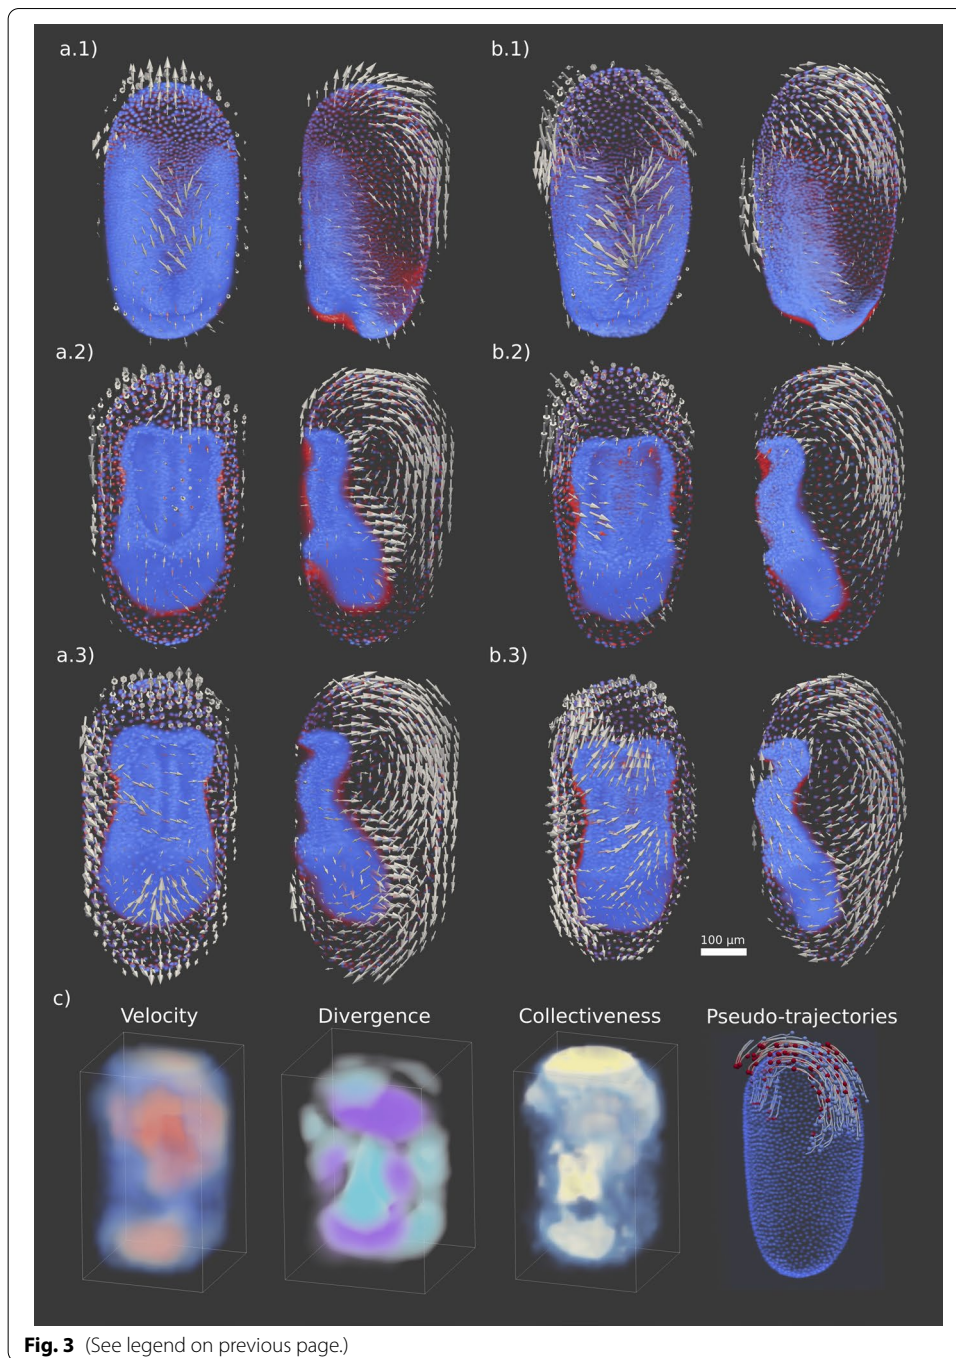 a.1)
b.1)
a.2)
b.2)
a.3)
b.3)
100 µm
c)
Velocity
Divergence
Collectiveness
Pseudo-trajectories
Fig. 3 (See legend on previous page.)